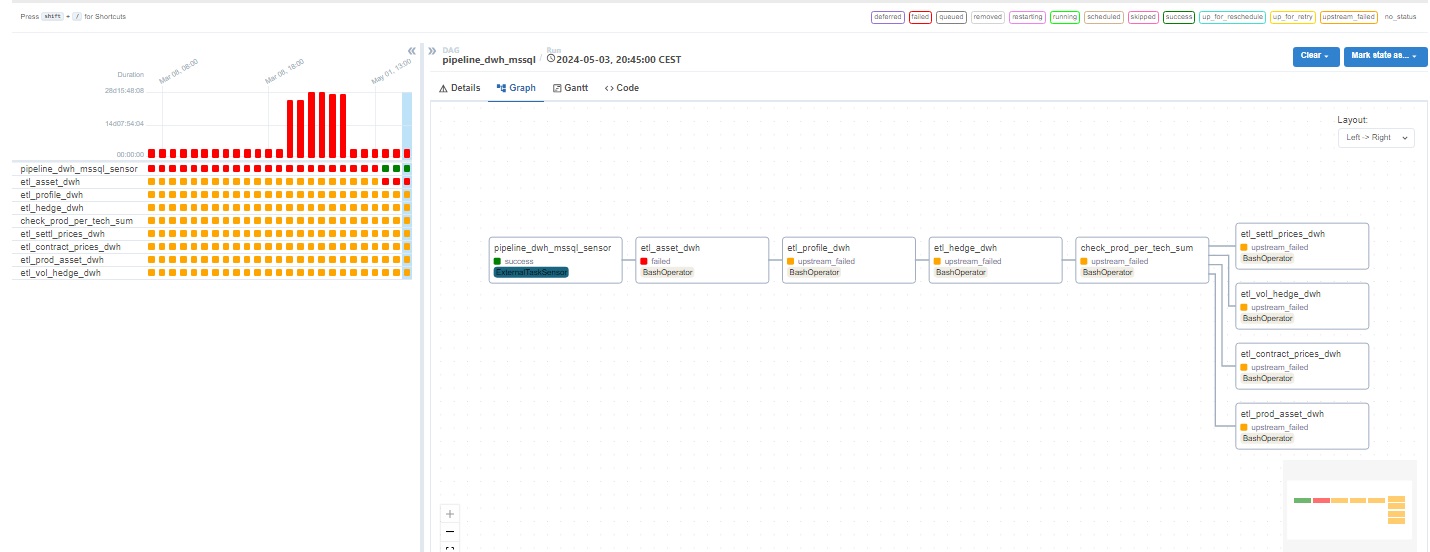 Press shift + / for Shortcuts
deferred failed queued removed restarting running scheduled skipped success up_for_reschedule up_for_retry upstream_failed no_status
Mar 08, 06:00 Mar 08, 18:00 May 01, 13:00
Duration
28d15:48:08
14d07:54:04
00:00:00
pipeline_dwh_mssql_sensor
etl_asset_dwh
etl_profile_dwh
etl_hedge_dwh
check_prod_per_tech_sum
etl_settl_prices_dwh
etl_contract_prices_dwh
etl_prod_asset_dwh
etl_vol_hedge_dwh
DAG Run
pipeline_dwh_mssql / 2024-05-03, 20:45:00 CEST
Clear Mark state as...
Details Graph Gantt <> Code
Layout:
Left -> Right
pipeline_dwh_mssql_sensor
success
ExternalTaskSensor
etl_asset_dwh
failed
BashOperator
etl_profile_dwh
upstream_failed
BashOperator
etl_hedge_dwh
upstream_failed
BashOperator
check_prod_per_tech_sum
upstream_failed
BashOperator
etl_settl_prices_dwh
upstream_failed
BashOperator
etl_vol_hedge_dwh
upstream_failed
BashOperator
etl_contract_prices_dwh
upstream_failed
BashOperator
etl_prod_asset_dwh
upstream_failed
BashOperator